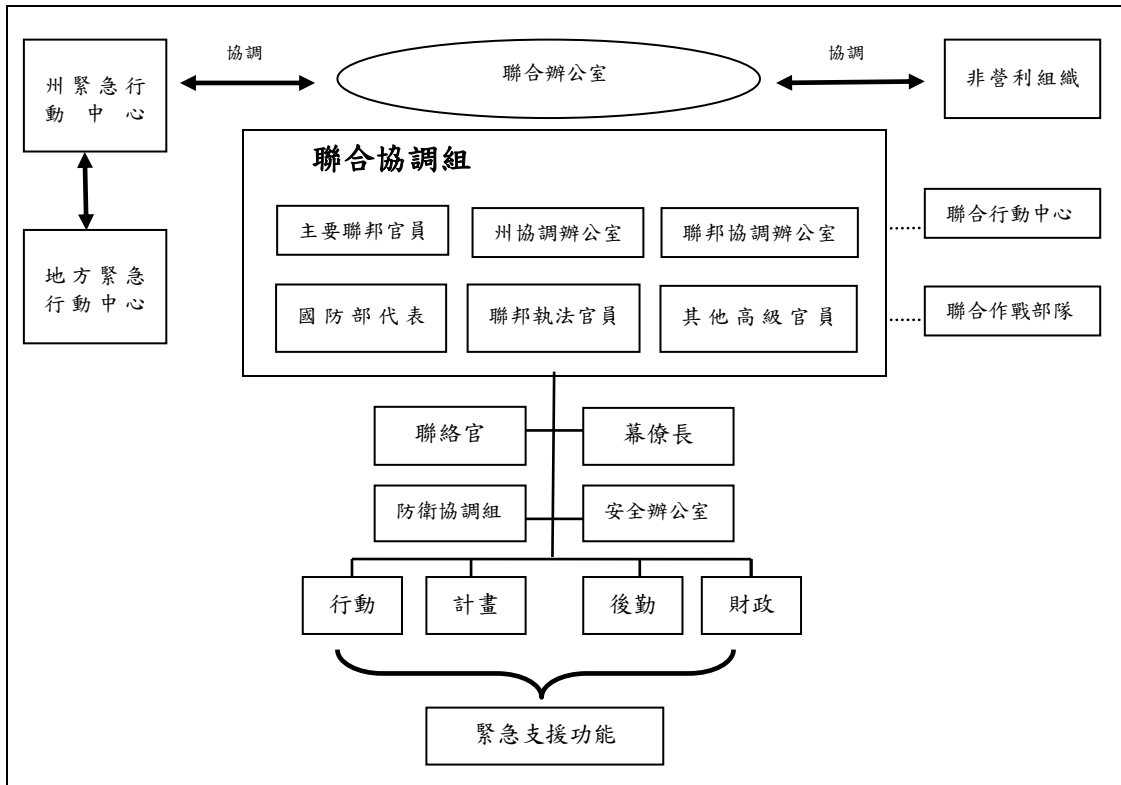 州緊急行
動中心
協調
聯合辦公室
協調
非營利組織
聯合協調組
主要聯邦官員
州協調辦公室
聯邦協調辦公室
聯合行動中心
地方緊急
行動中心
國防部代表
聯邦執法官員
其他高級官員
聯合作戰部隊
聯絡官
幕僚長
防衛協調組
安全辦公室
行動
計畫
後勤
財政
緊急支援功能